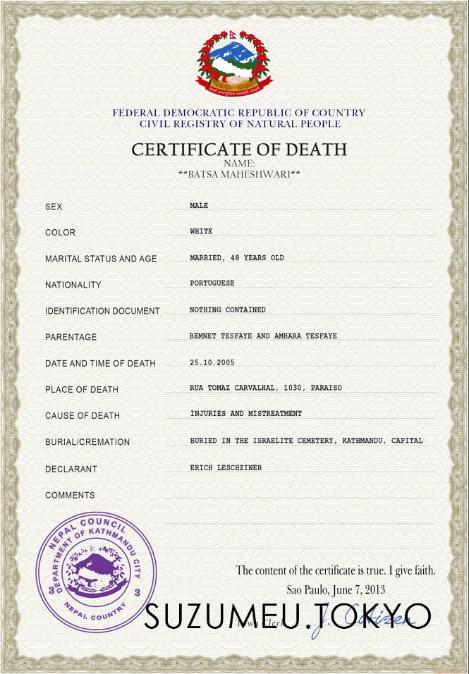 FEDERAL DEMOCRATIC REPUBLIC OF COUNTRY
CIVIL REGISTRY OF NATURAL PEOPLE
CERTIFICATE OF DEATH
NAME:
**BATSA MAHESHWARI**
SEX MALE
COLOR WHITE
MARITAL STATUS AND AGE MARRIED, 48 YEARS OLD
NATIONALITY PORTUGUESE
IDENTIFICATION DOCUMENT NOTHING CONTAINED
PARENTAGE BEMNET TESFAYE AND AMHARA TESFAYE
DATE AND TIME OF DEATH 25.10.2005
PLACE OF DEATH RUA TOMAZ CARVALHAL, 1030, PARAISO
CAUSE OF DEATH INJURIES AND MISTREATMENT
BURIAL/CREMATION BURIED IN THE ISRAELITE CEMETERY, KATHMANDU, CAPITAL
DECLARANT ERICH LESCHZINER
COMMENTS
NEPAL COUNCIL
DEPARTMENT OF KATHMANDU CITY
3 3
NEPAL COUNTRY
The content of the certificate is true. I give faith.
Sao Paulo, June 7, 2013
J. Citizen
SUZUMEU.TOKYO